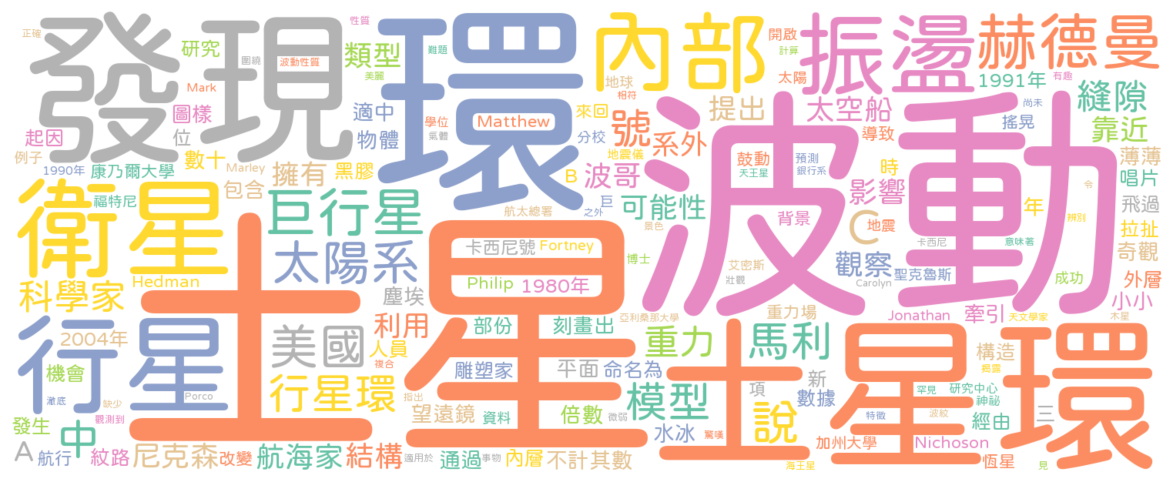 正確
性質
發現
環
內部
振盪
赫德曼
研究
圖繞
波動性質
類型
難題
美麗
開啟
計算
有趣
Mark
地球
太陽
1991年
圖樣
適中
學位
Matthew
相符
來回
提出
太空船
尚未
縫隙
起因
位
物體
氣體
分校
號
系外
導致
搖晃
靠近
例子
數十
1990年
康乃爾大學
Marley
黑膠
地震儀
鼓動
預測
天王星
銀行系
時
薄薄
包含
擁有
B
波哥
影響
唱片
衛星
福特尼
巨行星
航太總署
之外
巨
可能性
波動
背景
C
地震
年
令
辨別
飛過
拉扯
奇觀
太陽系
土星
卡西尼號
Fortney
景色
博士
艾密斯
壯觀
觀察
卡西尼
聖克魯斯
Carolyn
意味著
成功
外層
Hedman
科學家
塵埃
Philip
1980年
亞利桑那大學
重力場
Jonathan
牽引
天文學家
木星
小小
行星
2004年
美國
利用
人員
部份
刻畫出
重力
土星環
馬利
構造
揭露
機會
Porco
複合
雕塑家
平面
命名為
新
項
數據
罕見
研究中心
神祕
澈底
缺少
行星環
指出
望遠鏡
資料
倍數
微弱
模型
說
特徵
波紋
經由
三
發生
觀測到
中
A
航行
紋路
尼克森
改變
航海家
結構
適用於
通過
事物
內層
不計其數
水冰
驚嘆
海王星
加州大學
Nichoson
恆星
見